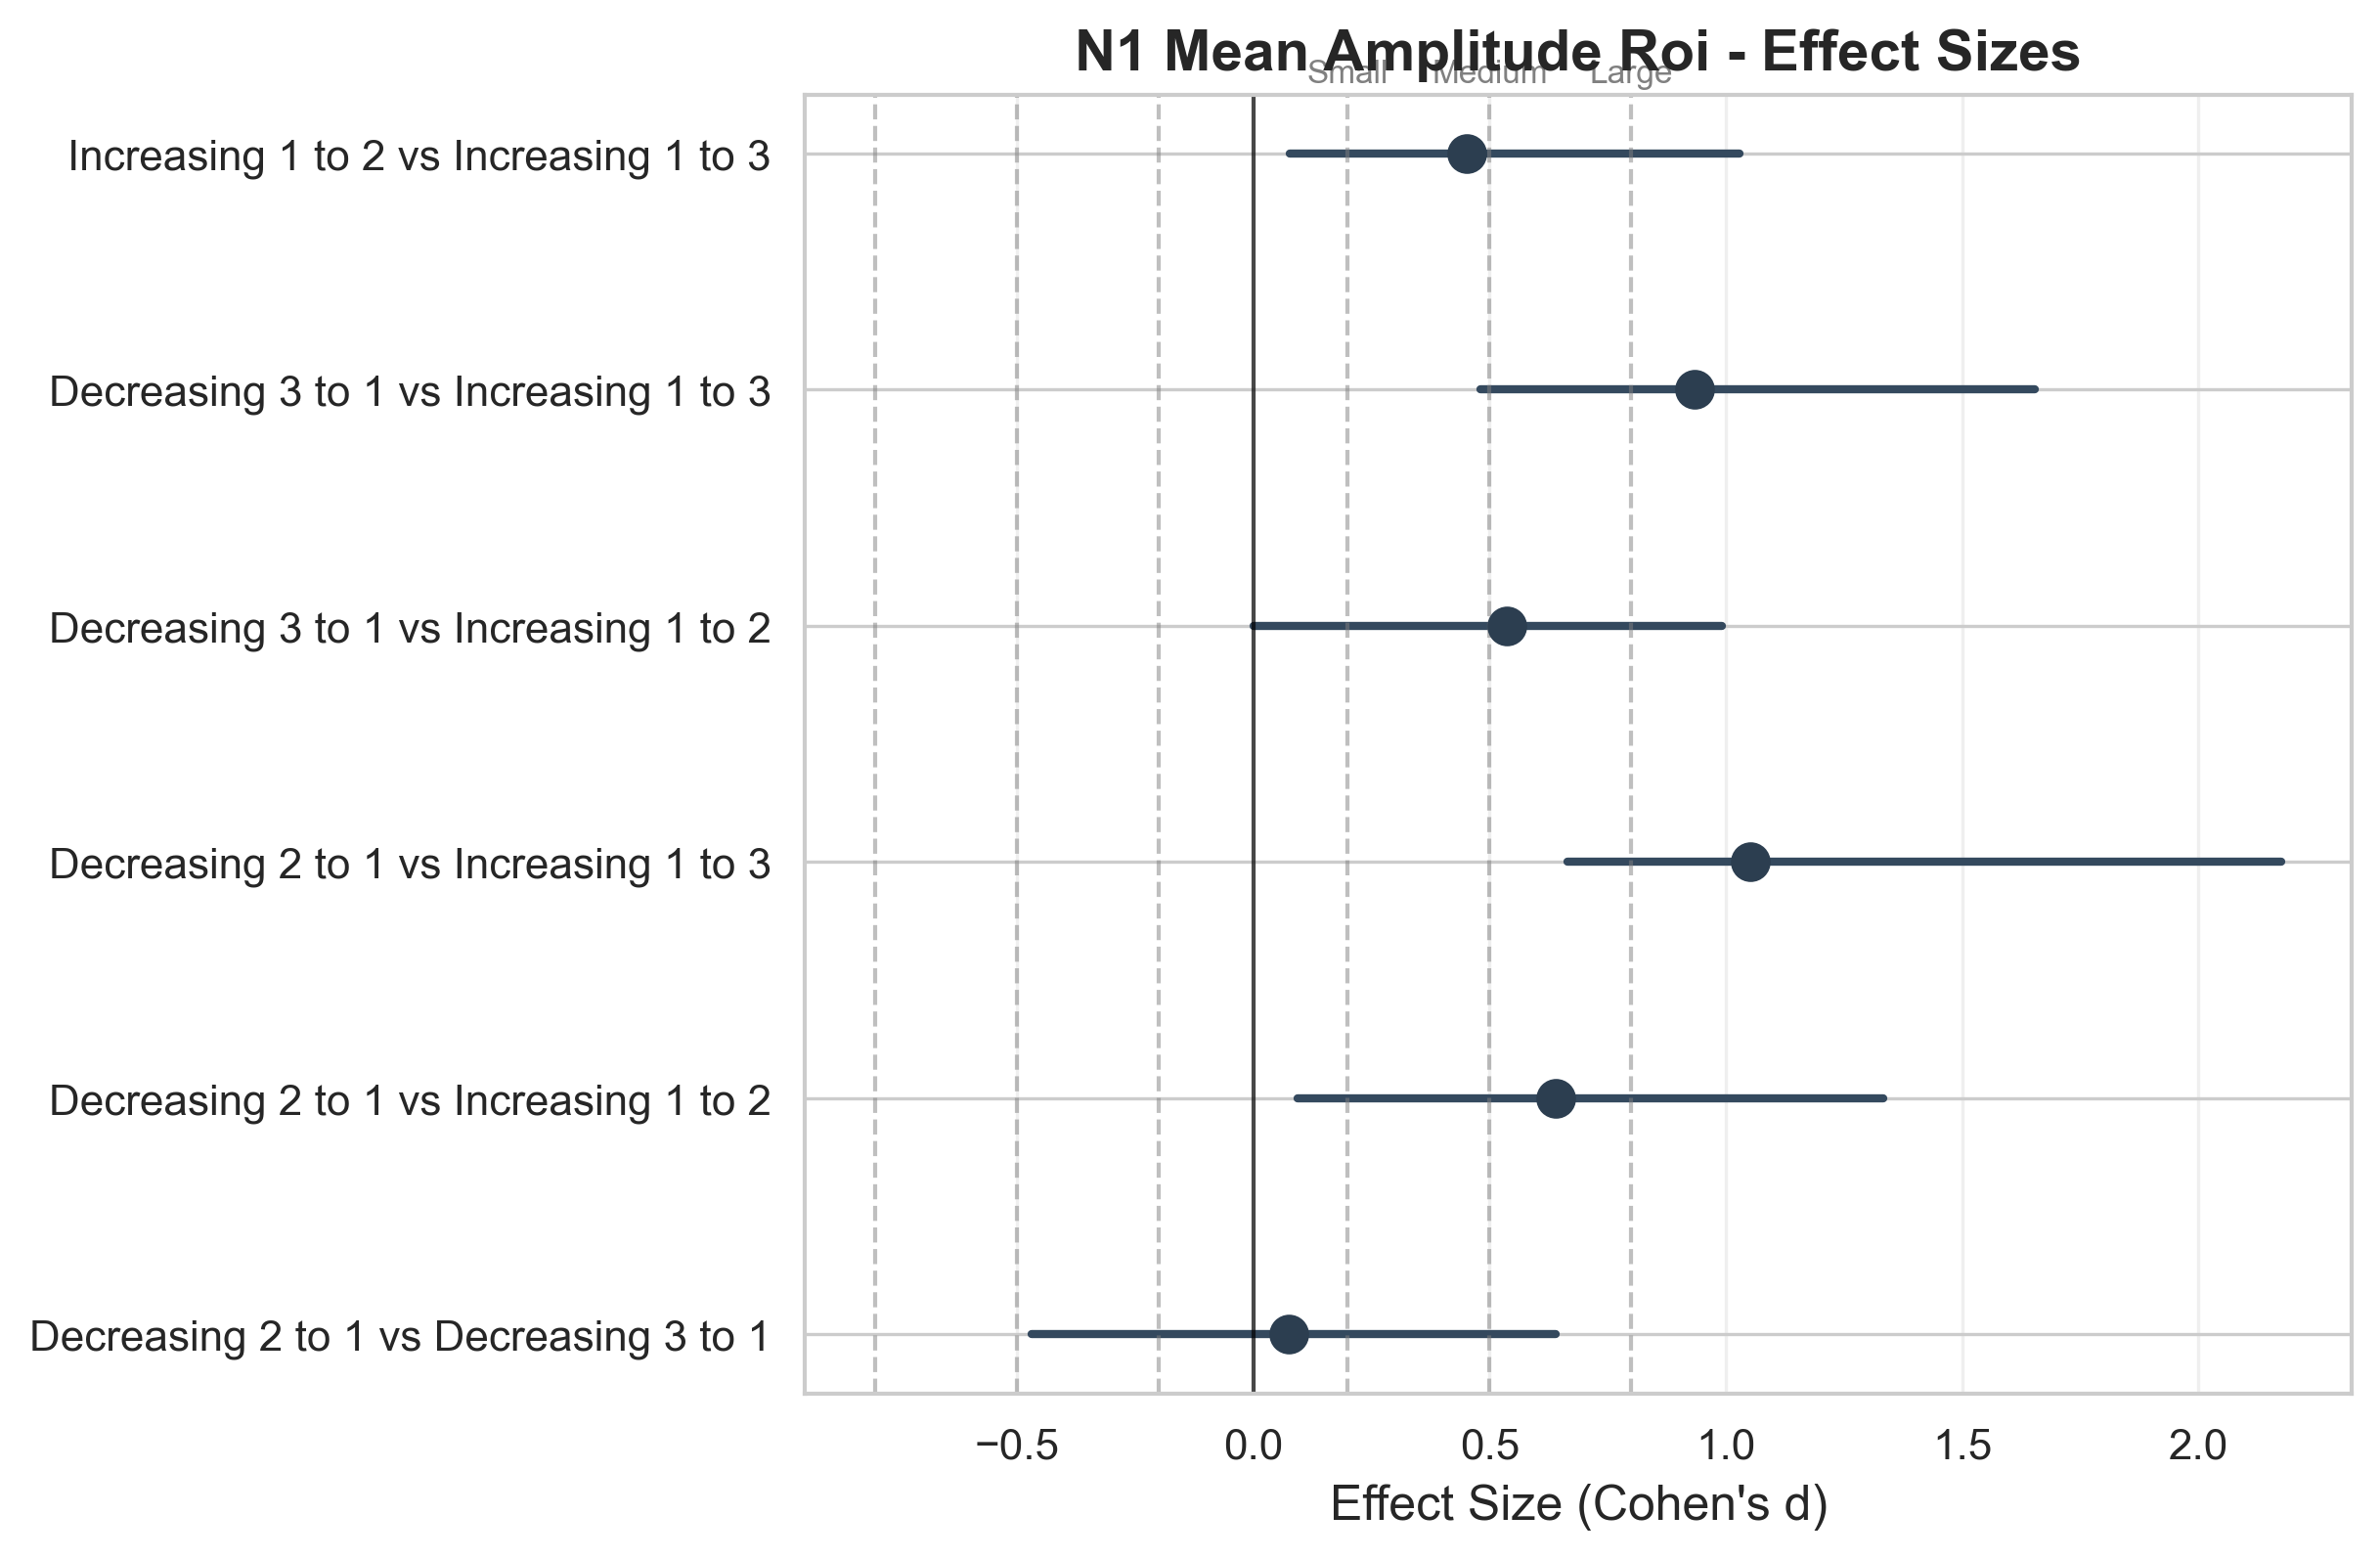 N1 Mean Amplitude Roi - Effect Sizes
Small Medium Large
Increasing 1 to 2 vs Increasing 1 to 3
Decreasing 3 to 1 vs Increasing 1 to 3
Decreasing 3 to 1 vs Increasing 1 to 2
Decreasing 2 to 1 vs Increasing 1 to 3
Decreasing 2 to 1 vs Increasing 1 to 2
Decreasing 2 to 1 vs Decreasing 3 to 1
−0.5 0.0 0.5 1.0 1.5 2.0
Effect Size (Cohen's d)